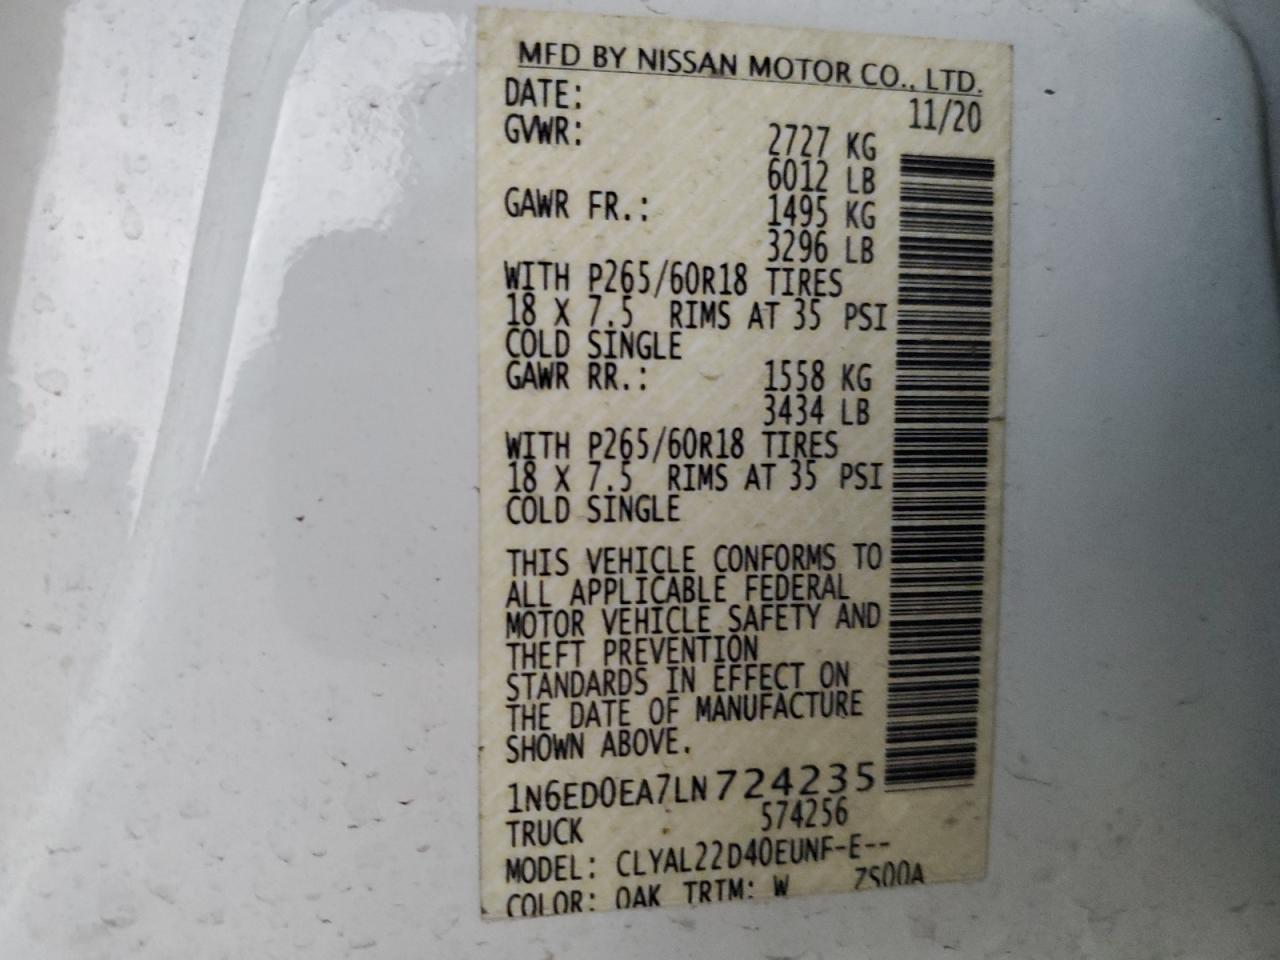 MFD BY NISSAN MOTOR CO., LTD.
DATE: 11/20
GVWR: 2727 KG
6012 LB
GAWR FR.: 1495 KG
3296 LB
WITH P265/60R18 TIRES
18 X 7.5 RIMS AT 35 PSI
COLD SINGLE
GAWR RR.: 1558 KG
3434 LB
WITH P265/60R18 TIRES
18 X 7.5 RIMS AT 35 PSI
COLD SINGLE
THIS VEHICLE CONFORMS TO
ALL APPLICABLE FEDERAL
MOTOR VEHICLE SAFETY AND
THEFT PREVENTION
STANDARDS IN EFFECT ON
THE DATE OF MANUFACTURE
SHOWN ABOVE.
1N6ED0EA7LN724235
TRUCK 574256
MODEL: CLYAL22D40EUNF-E--
COLOR: QAK TRIM: W ZS00A